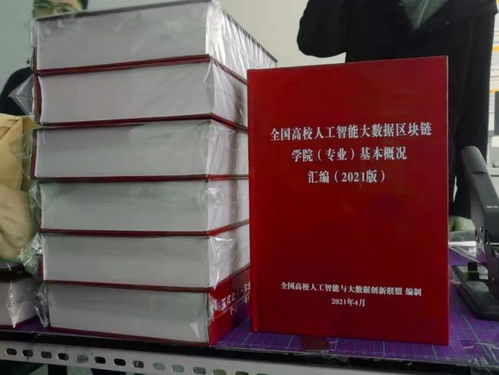 全国高校人工智能大数据区块链
学院（专业）基本概况
汇编（2021版）
全国高校人工智能与大数据创新联盟 编制
2021年4月